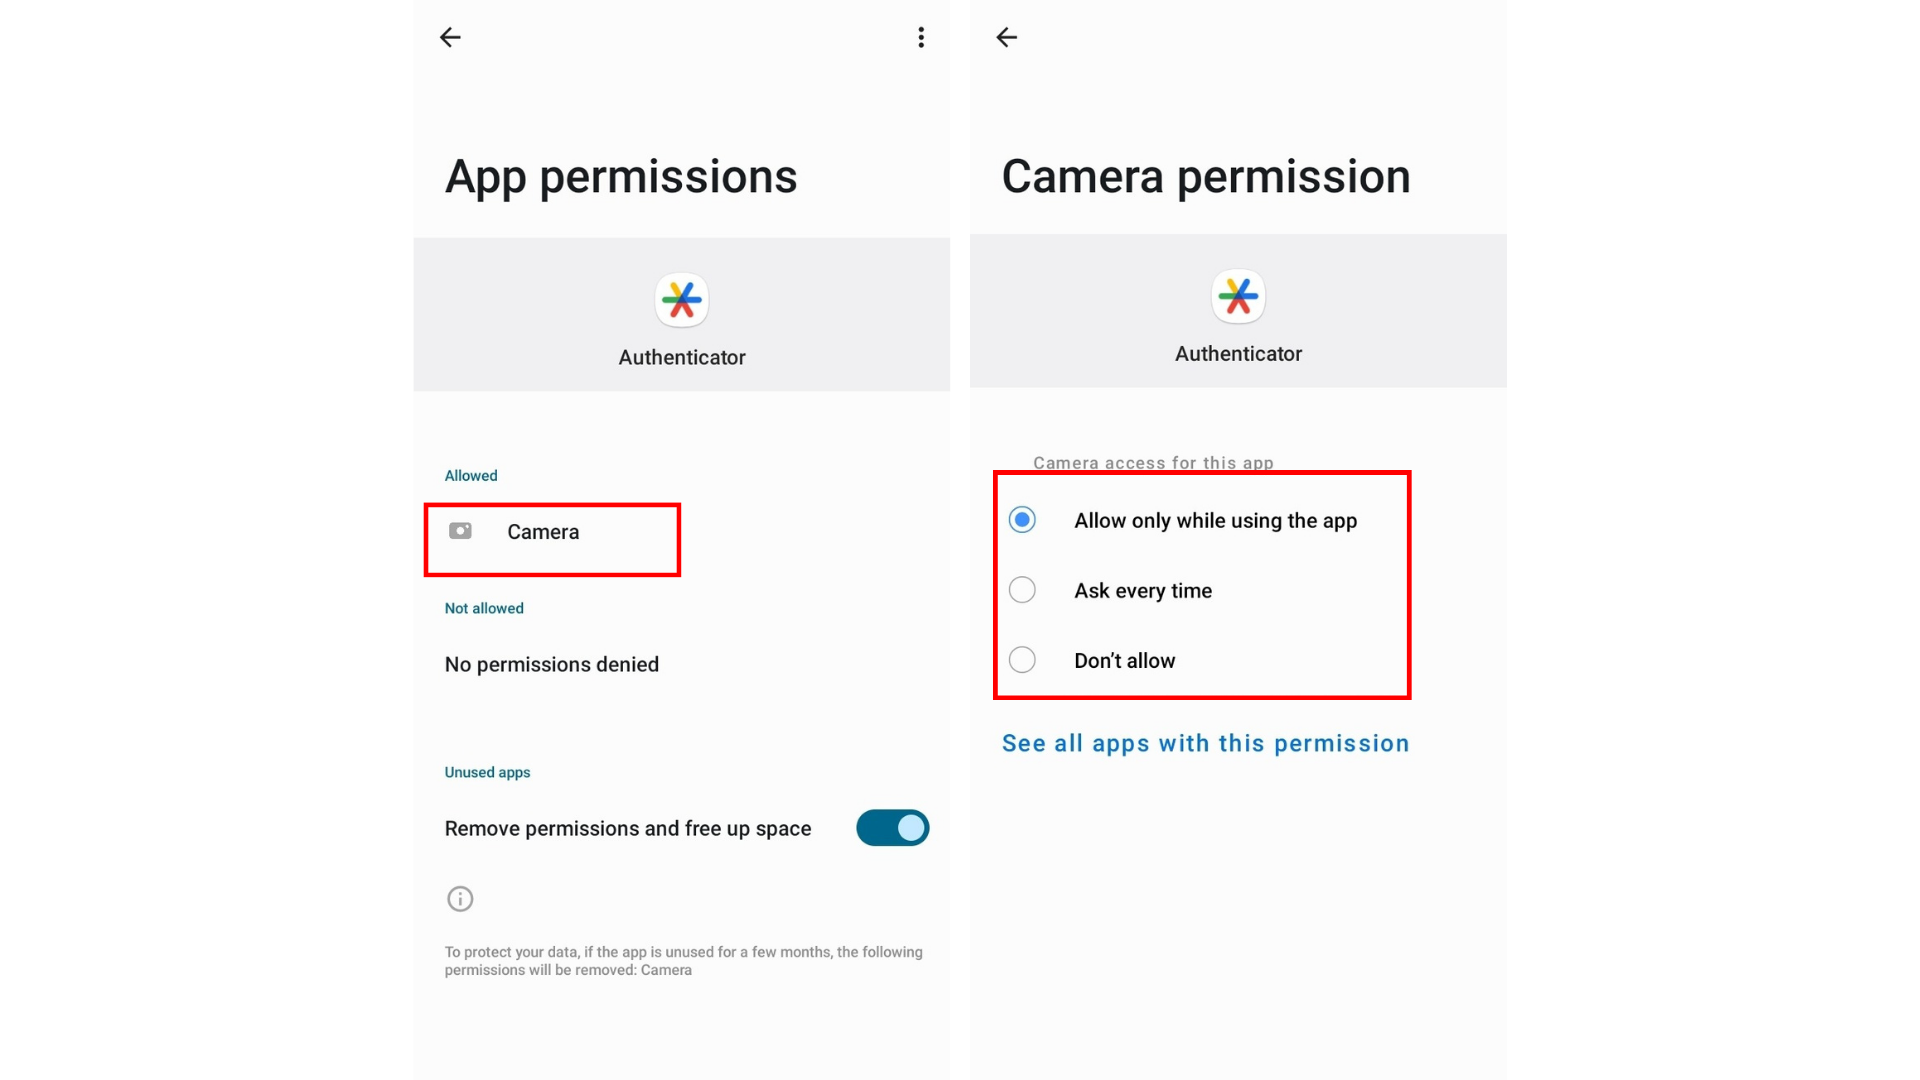 App permissions
Authenticator
Allowed
Camera
Not allowed
No permissions denied
Unused apps
Remove permissions and free up space
To protect your data, if the app is unused for a few months, the following
permissions will be removed: Camera
Camera permission
Authenticator
Camera access for this app
Allow only while using the app
Ask every time
Don’t allow
See all apps with this permission